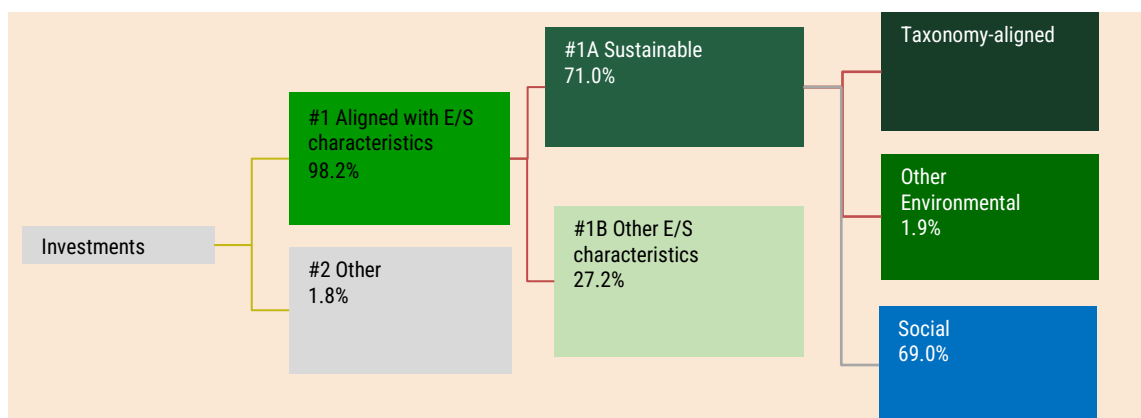 Investments
#1 Aligned with E/S
characteristics
98.2%
#2 Other
1.8%
#1A Sustainable
71.0%
#1B Other E/S
characteristics
27.2%
Taxonomy-aligned
Other
Environmental
1.9%
Social
69.0%